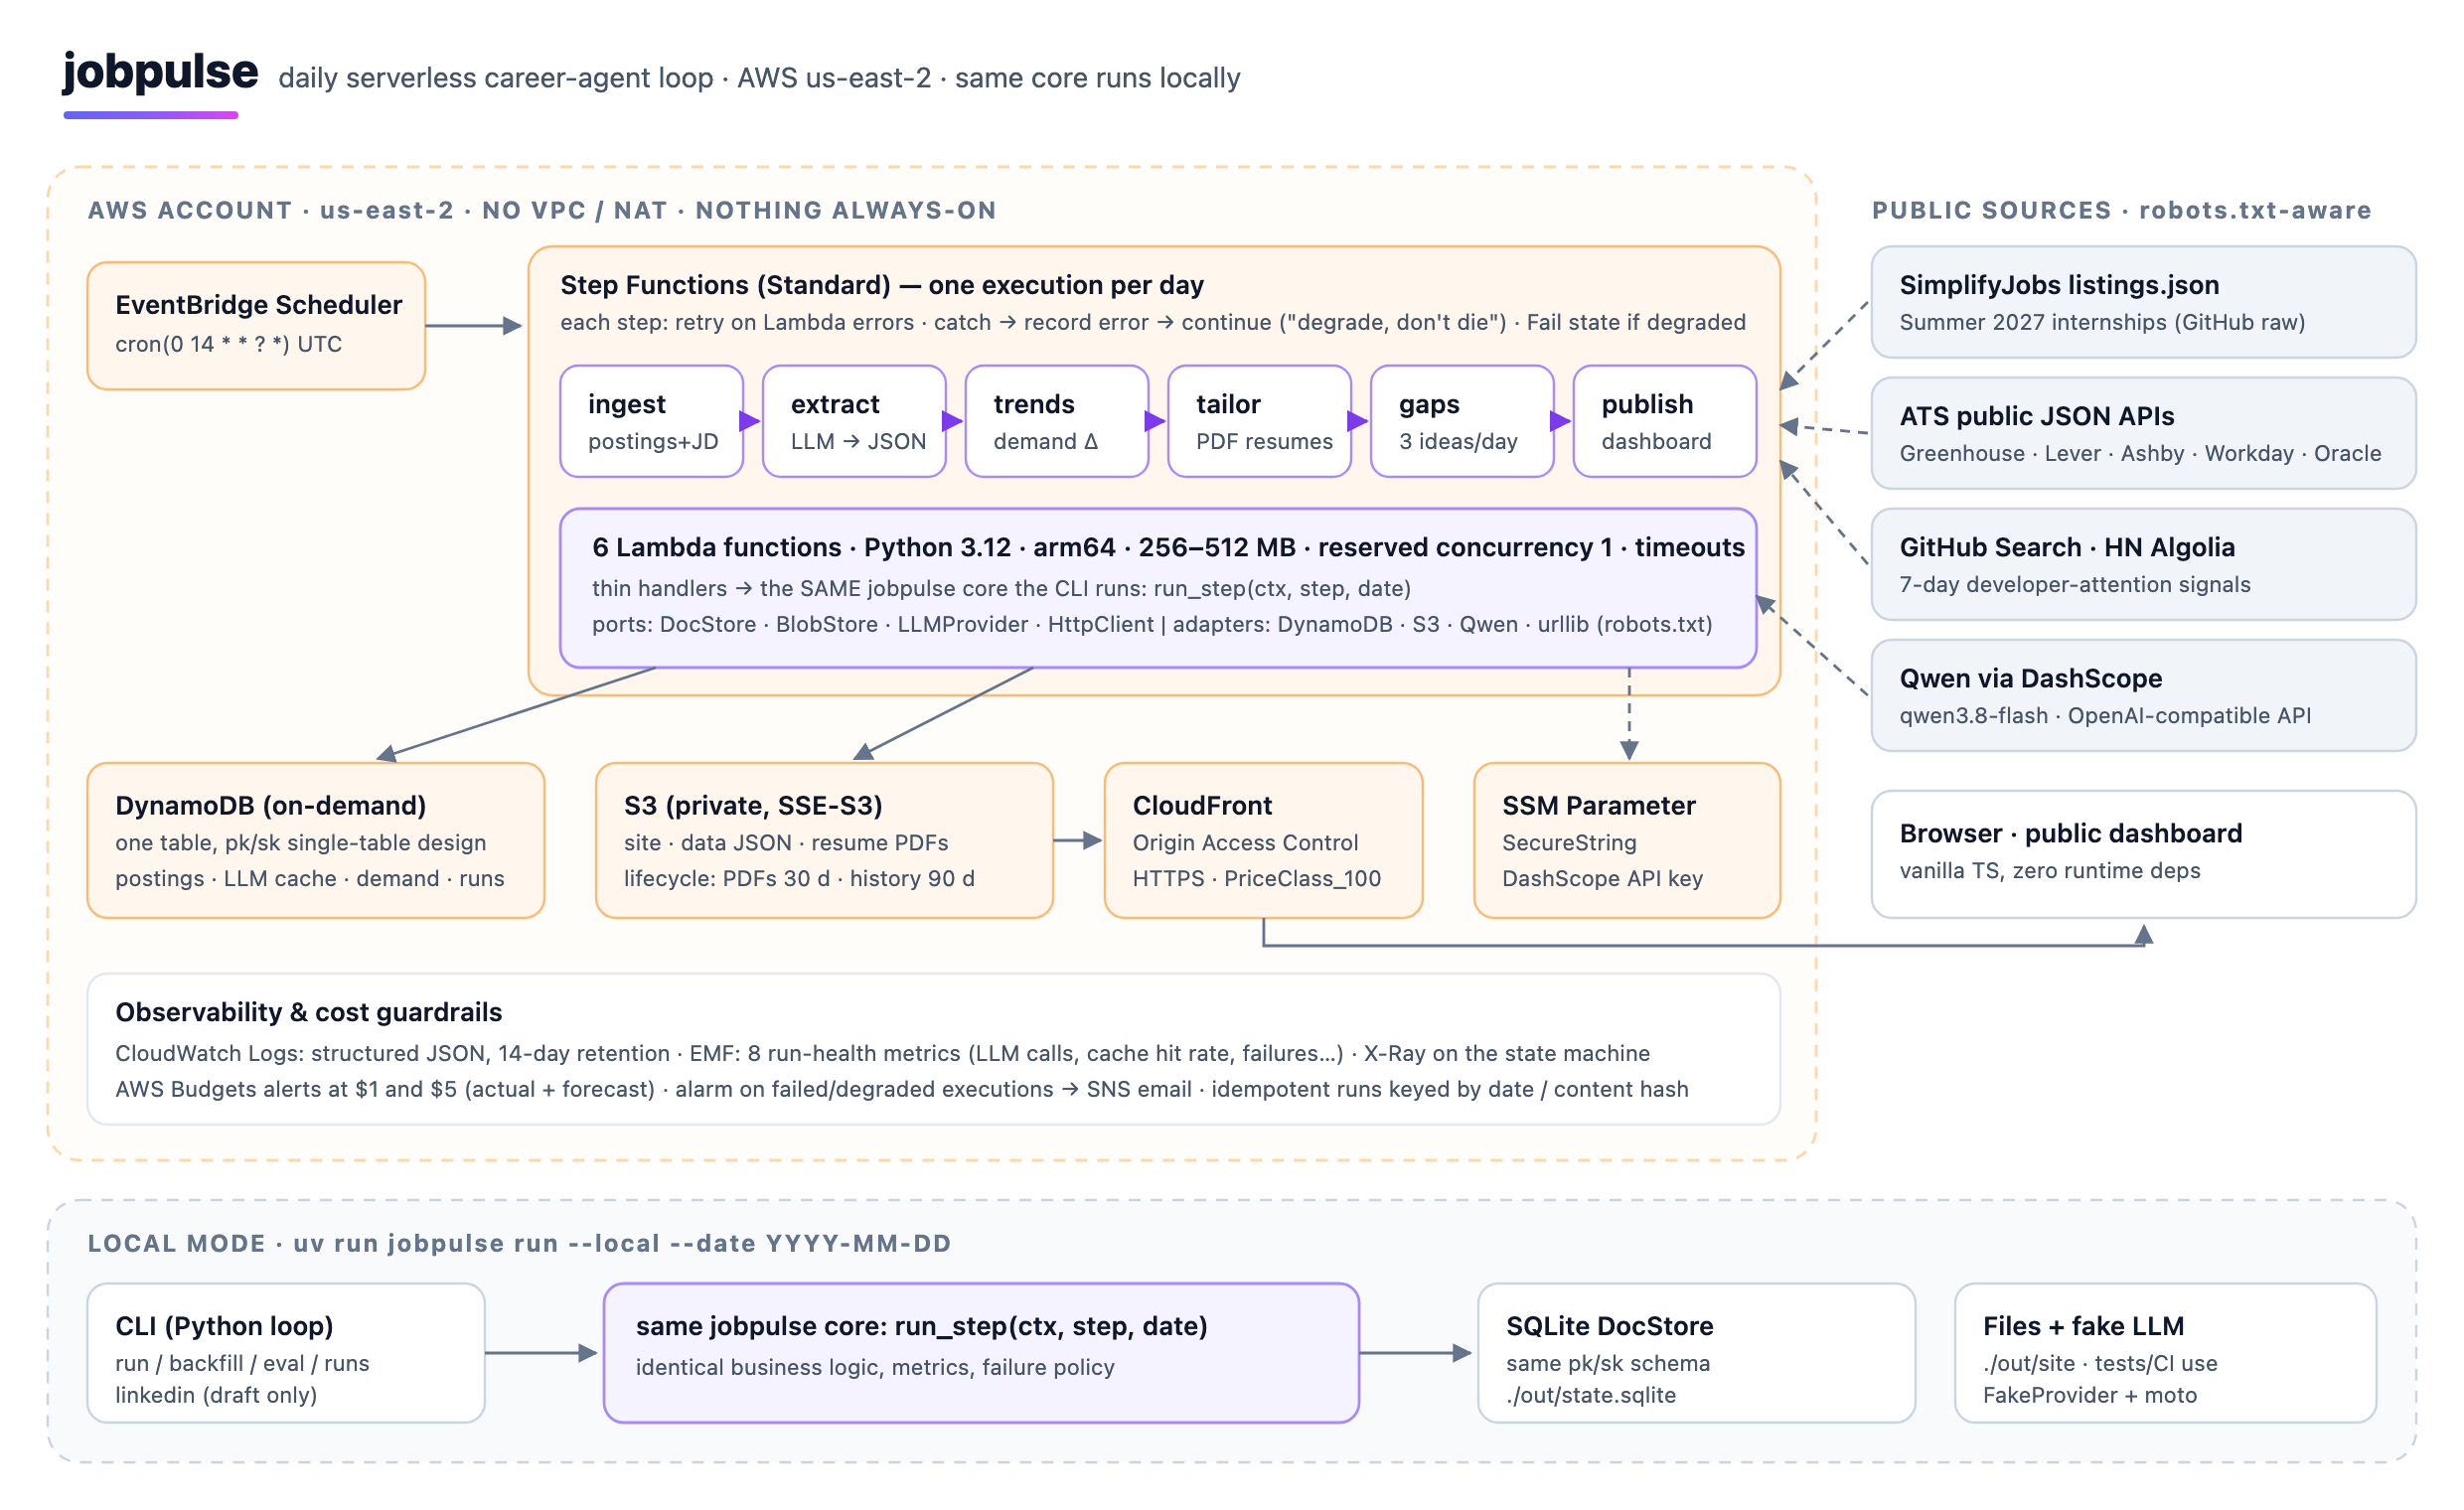 jobpulse daily serverless career-agent loop · AWS us-east-2 · same core runs locally
AWS ACCOUNT · us-east-2 · NO VPC / NAT · NOTHING ALWAYS-ON
EventBridge Scheduler
cron(0 14 * * ? *) UTC
Step Functions (Standard) — one execution per day
each step: retry on Lambda errors · catch → record error → continue ("degrade, don't die") · Fail state if degraded
ingest
postings+JD
extract
LLM → JSON
trends
demand Δ
tailor
PDF resumes
gaps
3 ideas/day
publish
dashboard
6 Lambda functions · Python 3.12 · arm64 · 256–512 MB · reserved concurrency 1 · timeouts
thin handlers → the SAME jobpulse core the CLI runs: run_step(ctx, step, date)
ports: DocStore · BlobStore · LLMProvider · HttpClient | adapters: DynamoDB · S3 · Qwen · urllib (robots.txt)
PUBLIC SOURCES · robots.txt-aware
SimplifyJobs listings.json
Summer 2027 internships (GitHub raw)
ATS public JSON APIs
Greenhouse · Lever · Ashby · Workday · Oracle
GitHub Search · HN Algolia
7-day developer-attention signals
Qwen via DashScope
qwen3.8-flash · OpenAI-compatible API
DynamoDB (on-demand)
one table, pk/sk single-table design
postings · LLM cache · demand · runs
S3 (private, SSE-S3)
site · data JSON · resume PDFs
lifecycle: PDFs 30 d · history 90 d
CloudFront
Origin Access Control
HTTPS · PriceClass_100
SSM Parameter
SecureString
DashScope API key
Browser · public dashboard
vanilla TS, zero runtime deps
Observability & cost guardrails
CloudWatch Logs: structured JSON, 14-day retention · EMF: 8 run-health metrics (LLM calls, cache hit rate, failures…) · X-Ray on the state machine
AWS Budgets alerts at $1 and $5 (actual + forecast) · alarm on failed/degraded executions → SNS email · idempotent runs keyed by date / content hash
LOCAL MODE · uv run jobpulse run --local --date YYYY-MM-DD
CLI (Python loop)
run / backfill / eval / runs
linkedin (draft only)
same jobpulse core: run_step(ctx, step, date)
identical business logic, metrics, failure policy
SQLite DocStore
same pk/sk schema
./out/state.sqlite
Files + fake LLM
./out/site · tests/CI use
FakeProvider + moto